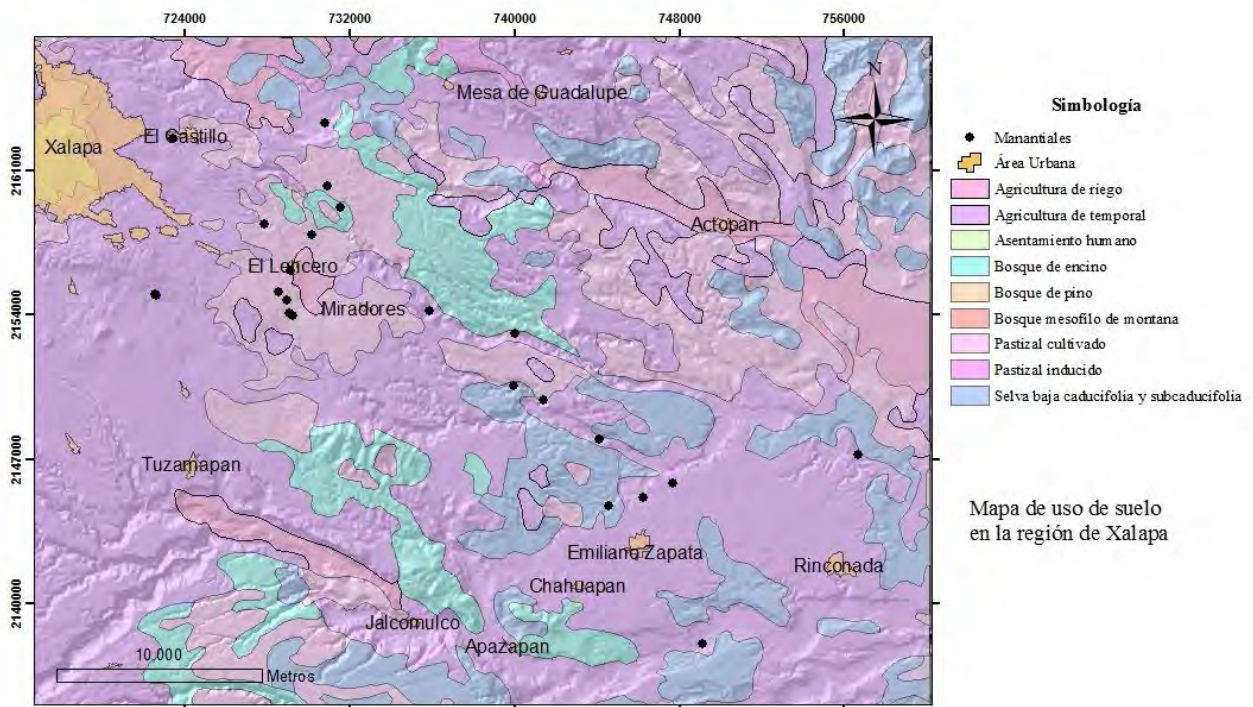 724000
732000
740000
748000
756000
2161000
2154000
2147000
2140000
N
Mesa de Guadalupe
El Castillo
Xalapa
Actopan
El Lencero
Miradores
Tuzamapan
Emiliano Zapata
Rinconada
Chahuapan
Jalcomulco
Apazapan
10,000
Metros
Simbología
Manantiales
Área Urbana
Agricultura de riego
Agricultura de temporal
Asentamiento humano
Bosque de encino
Bosque de pino
Bosque mesofilo de montana
Pastizal cultivado
Pastizal inducido
Selva baja caducifolia y subcaducifolia
Mapa de uso de suelo
en la región de Xalapa